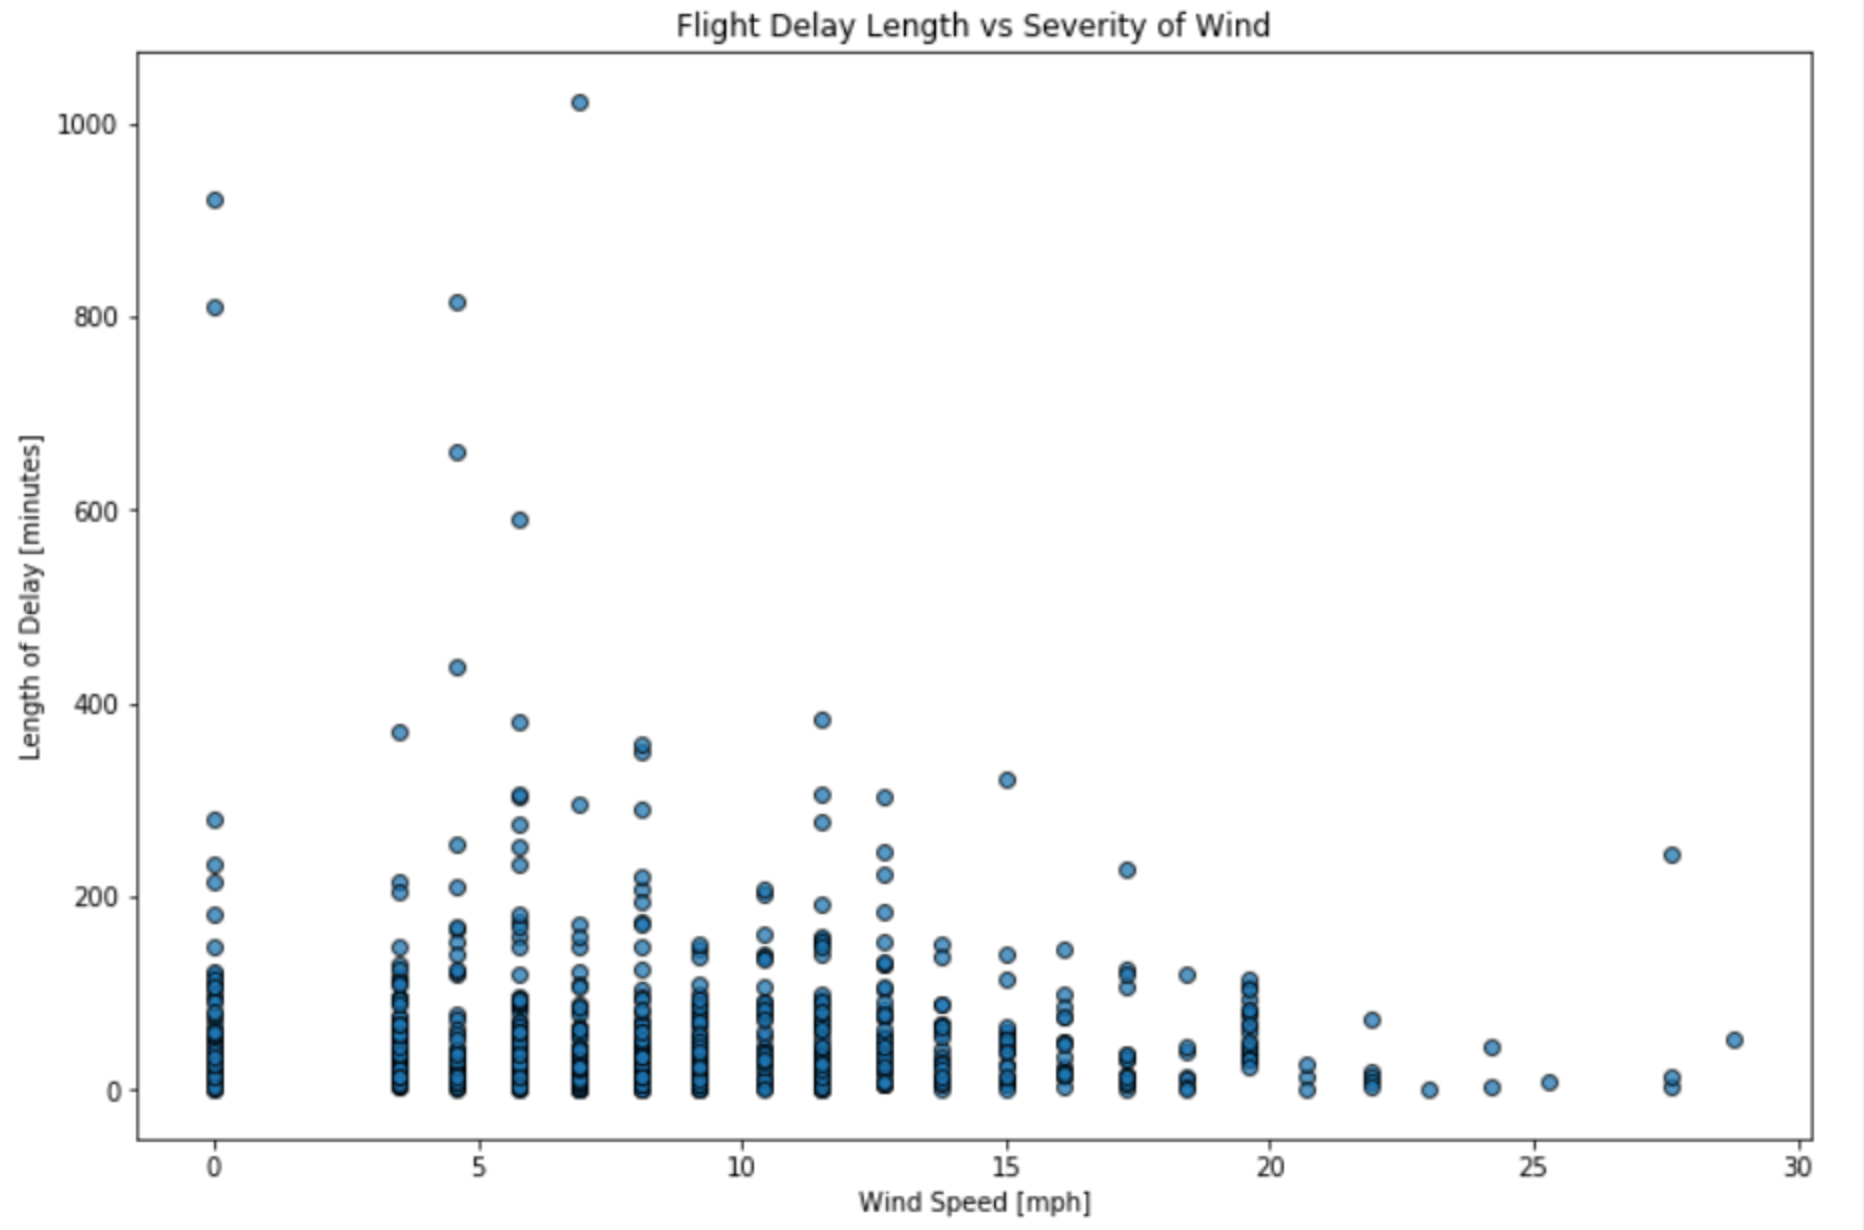 Flight Delay Length vs Severity of Wind
1000
800
600
400
200
0
Length of Delay [minutes]
0 5 10 15 20 25 30
Wind Speed [mph]